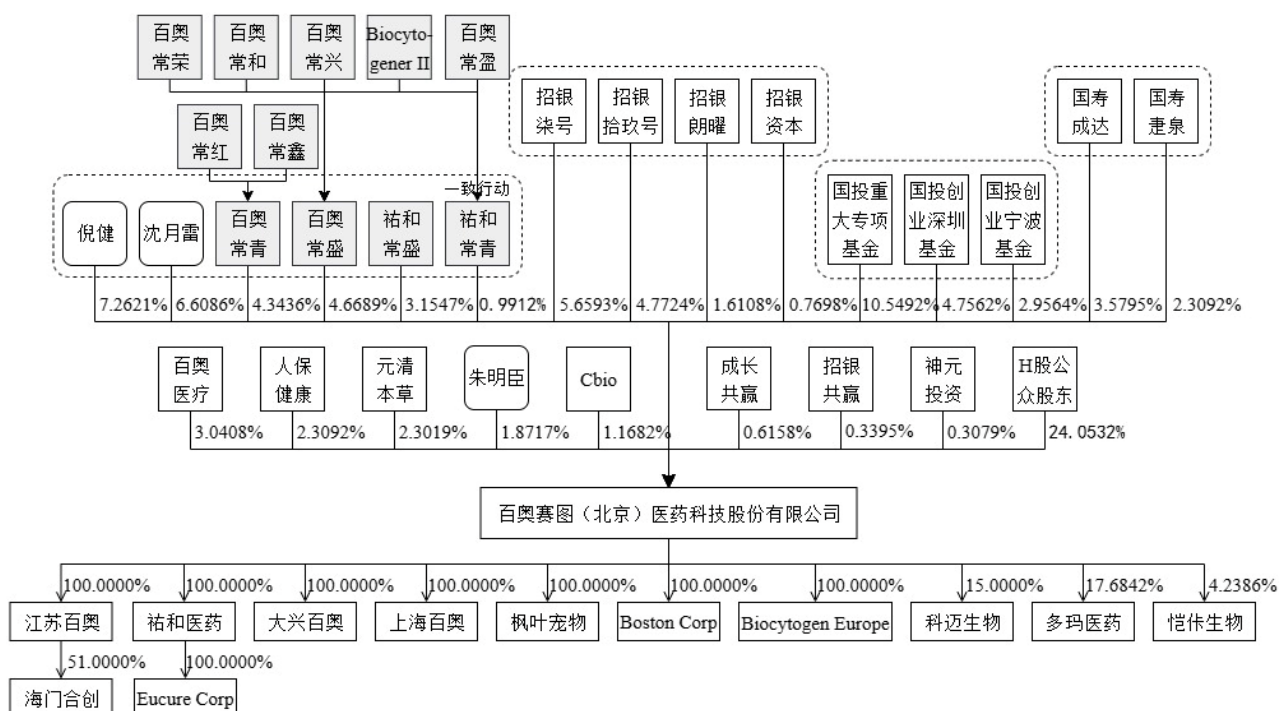 百奥
常荣
百奥
常和
百奥
常兴
Biocyto-
gener II
百奥
常盈
百奥
常红
百奥
常鑫
招银
柒号
招银
拾玖号
招银
朗曜
招银
资本
国寿
成达
国寿
疌泉
一致行动
倪健
沈月雷
百奥
常青
百奥
常盛
祐和
常盛
祐和
常青
国投重
大专项
基金
国投创
业深圳
基金
国投创
业宁波
基金
7.2621% 6.6086% 4.3436% 4.6689% 3.1547% 0.9912% 5.6593% 4.7724% 1.6108% 0.7698% 10.5492% 4.7562% 2.9564% 3.5795% 2.3092%
百奥
医疗
人保
健康
元清
本草
朱明臣
Cbio
成长
共赢
招银
共赢
神元
投资
H股公
众股东
3.0408% 2.3092% 2.3019% 1.8717% 1.1682% 0.6158% 0.3395% 0.3079% 24.0532%
百奥赛图（北京）医药科技股份有限公司
100.0000% 100.0000% 100.0000% 100.0000% 100.0000% 100.0000% 100.0000% 15.0000% 17.6842% 4.2386%
江苏百奥 祐和医药 大兴百奥 上海百奥 枫叶宠物 Boston Corp Biocytogen Europe 科迈生物 多玛医药 恺佧生物
51.0000% 100.0000%
海门合创 Eucure Corp